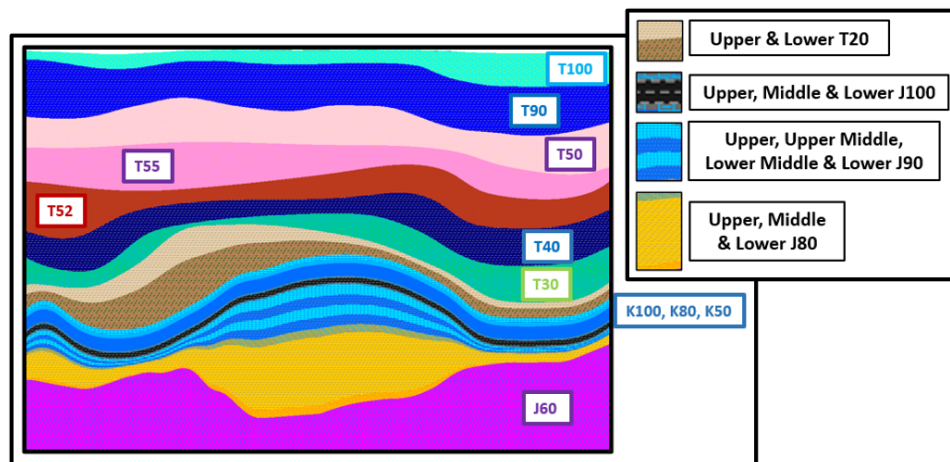 Upper & Lower T20
Upper, Middle & Lower J100
Upper, Upper Middle,
Lower Middle & Lower J90
Upper, Middle
& Lower J80
T100
T90
T50
T55
T52
T40
T30
K100, K80, K50
J60